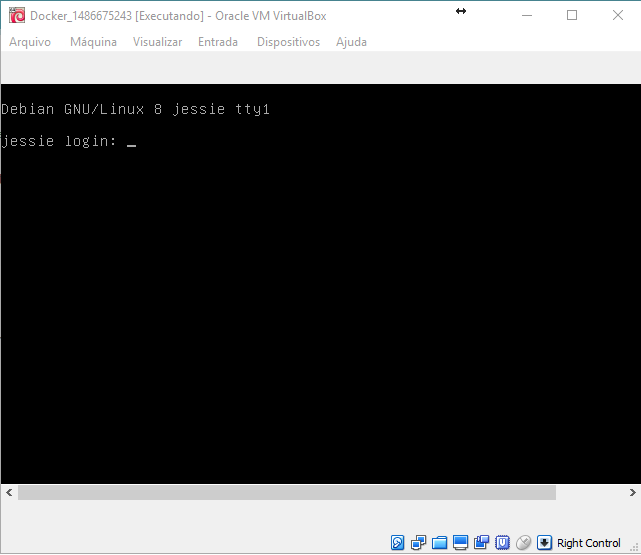 Docker_1486675243 [Executando] - Oracle VM VirtualBox
Arquivo Máquina Visualizar Entrada Dispositivos Ajuda
Debian GNU/Linux 8 jessie tty1
jessie login: _
Right Control